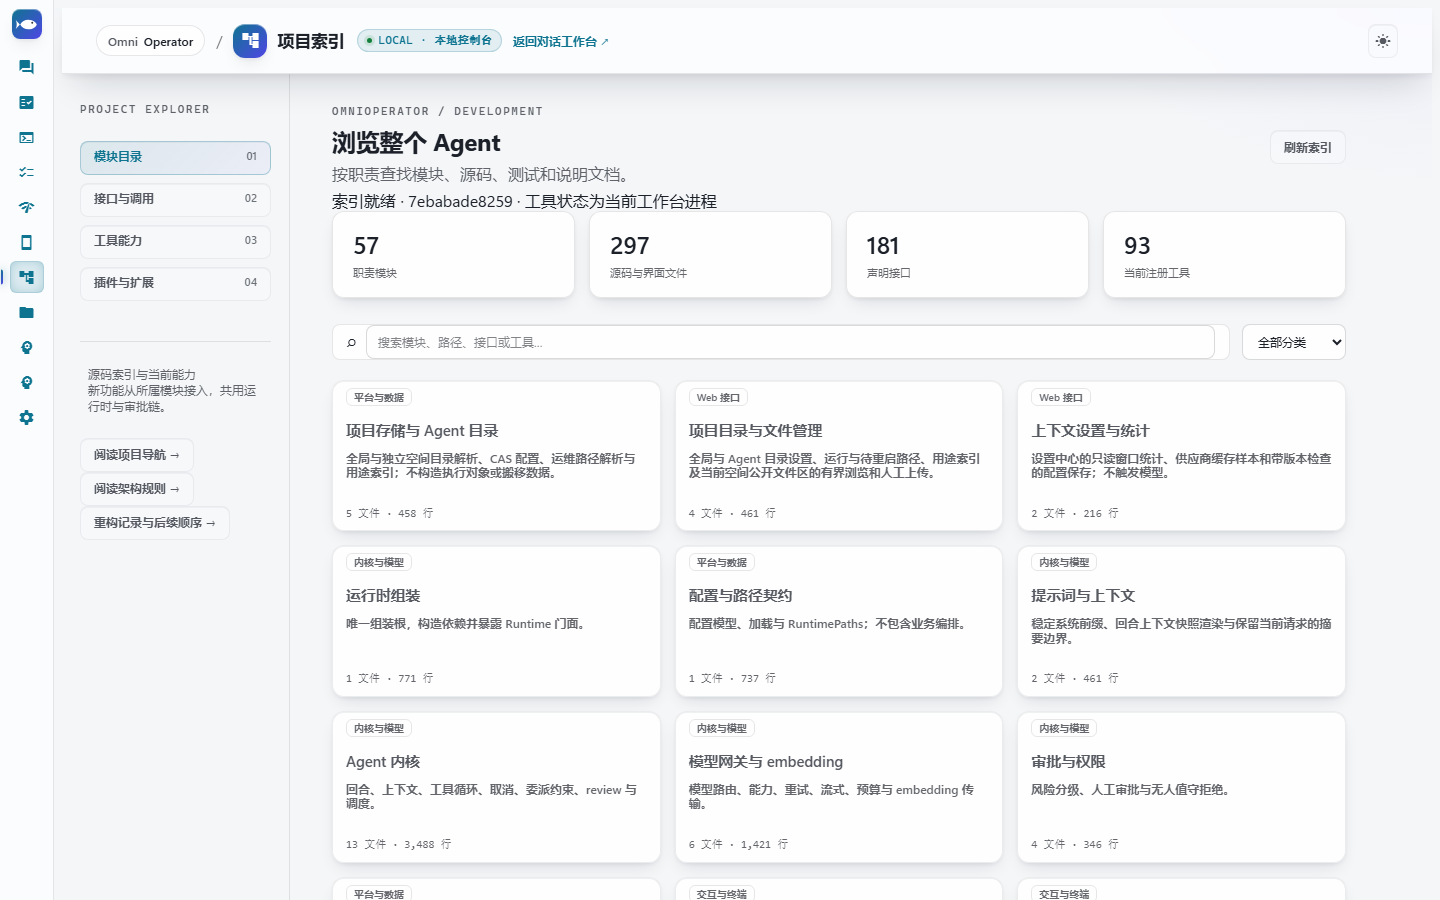 Omni Operator / 项目索引 LOCAL · 本地控制台 返回对话工作台 ↗
PROJECT EXPLORER
模块目录 01
接口与调用 02
工具能力 03
插件与扩展 04
源码索引与当前能力
新功能从所属模块接入，共用运
行时与审批链。
阅读项目导航 →
阅读架构规则 →
重构记录与后续顺序 →
OMNIOPERATOR / DEVELOPMENT
浏览整个 Agent
按职责查找模块、源码、测试和说明文档。
刷新索引
索引就绪 · 7ebabade8259 · 工具状态为当前工作台进程
57
职责模块
297
源码与界面文件
181
声明接口
93
当前注册工具
搜索模块、路径、接口或工具...
全部分类
平台与数据
项目存储与 Agent 目录
全局与独立空间目录解析、CAS 配置、运维路径解析与
用途索引；不构造执行对象或搬移数据。
5 文件 · 458 行
Web 接口
项目目录与文件管理
全局与 Agent 目录设置、运行与待重启路径、用途索引
及当前空间公开文件区的有界浏览和人工上传。
4 文件 · 461 行
Web 接口
上下文设置与统计
设置中心的只读窗口统计、供应商缓存样本和带版本检查
的配置保存；不触发模型。
2 文件 · 216 行
内核与模型
运行时组装
唯一组装根，构造依赖并暴露 Runtime 门面。
1 文件 · 771 行
平台与数据
配置与路径契约
配置模型、加载与 RuntimePaths；不包含业务编排。
1 文件 · 737 行
内核与模型
提示词与上下文
稳定系统前缀、回合上下文快照渲染与保留当前请求的摘
要边界。
2 文件 · 461 行
内核与模型
Agent 内核
回合、上下文、工具循环、取消、委派约束、review 与
调度。
13 文件 · 3,488 行
内核与模型
模型网关与 embedding
模型路由、能力、重试、流式、预算与 embedding 传
输。
6 文件 · 1,421 行
内核与模型
审批与权限
风险分级、人工审批与无人值守拒绝。
4 文件 · 346 行
平台与数据
交互与终端
交互与终端